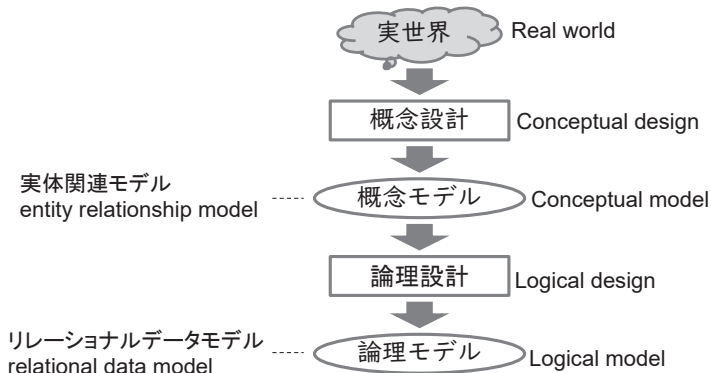 実世界 Real world
概念設計 Conceptual design
実体関連モデル
entity relationship model
概念モデル Conceptual model
論理設計 Logical design
リレーショナルデータモデル
relational data model
論理モデル Logical model